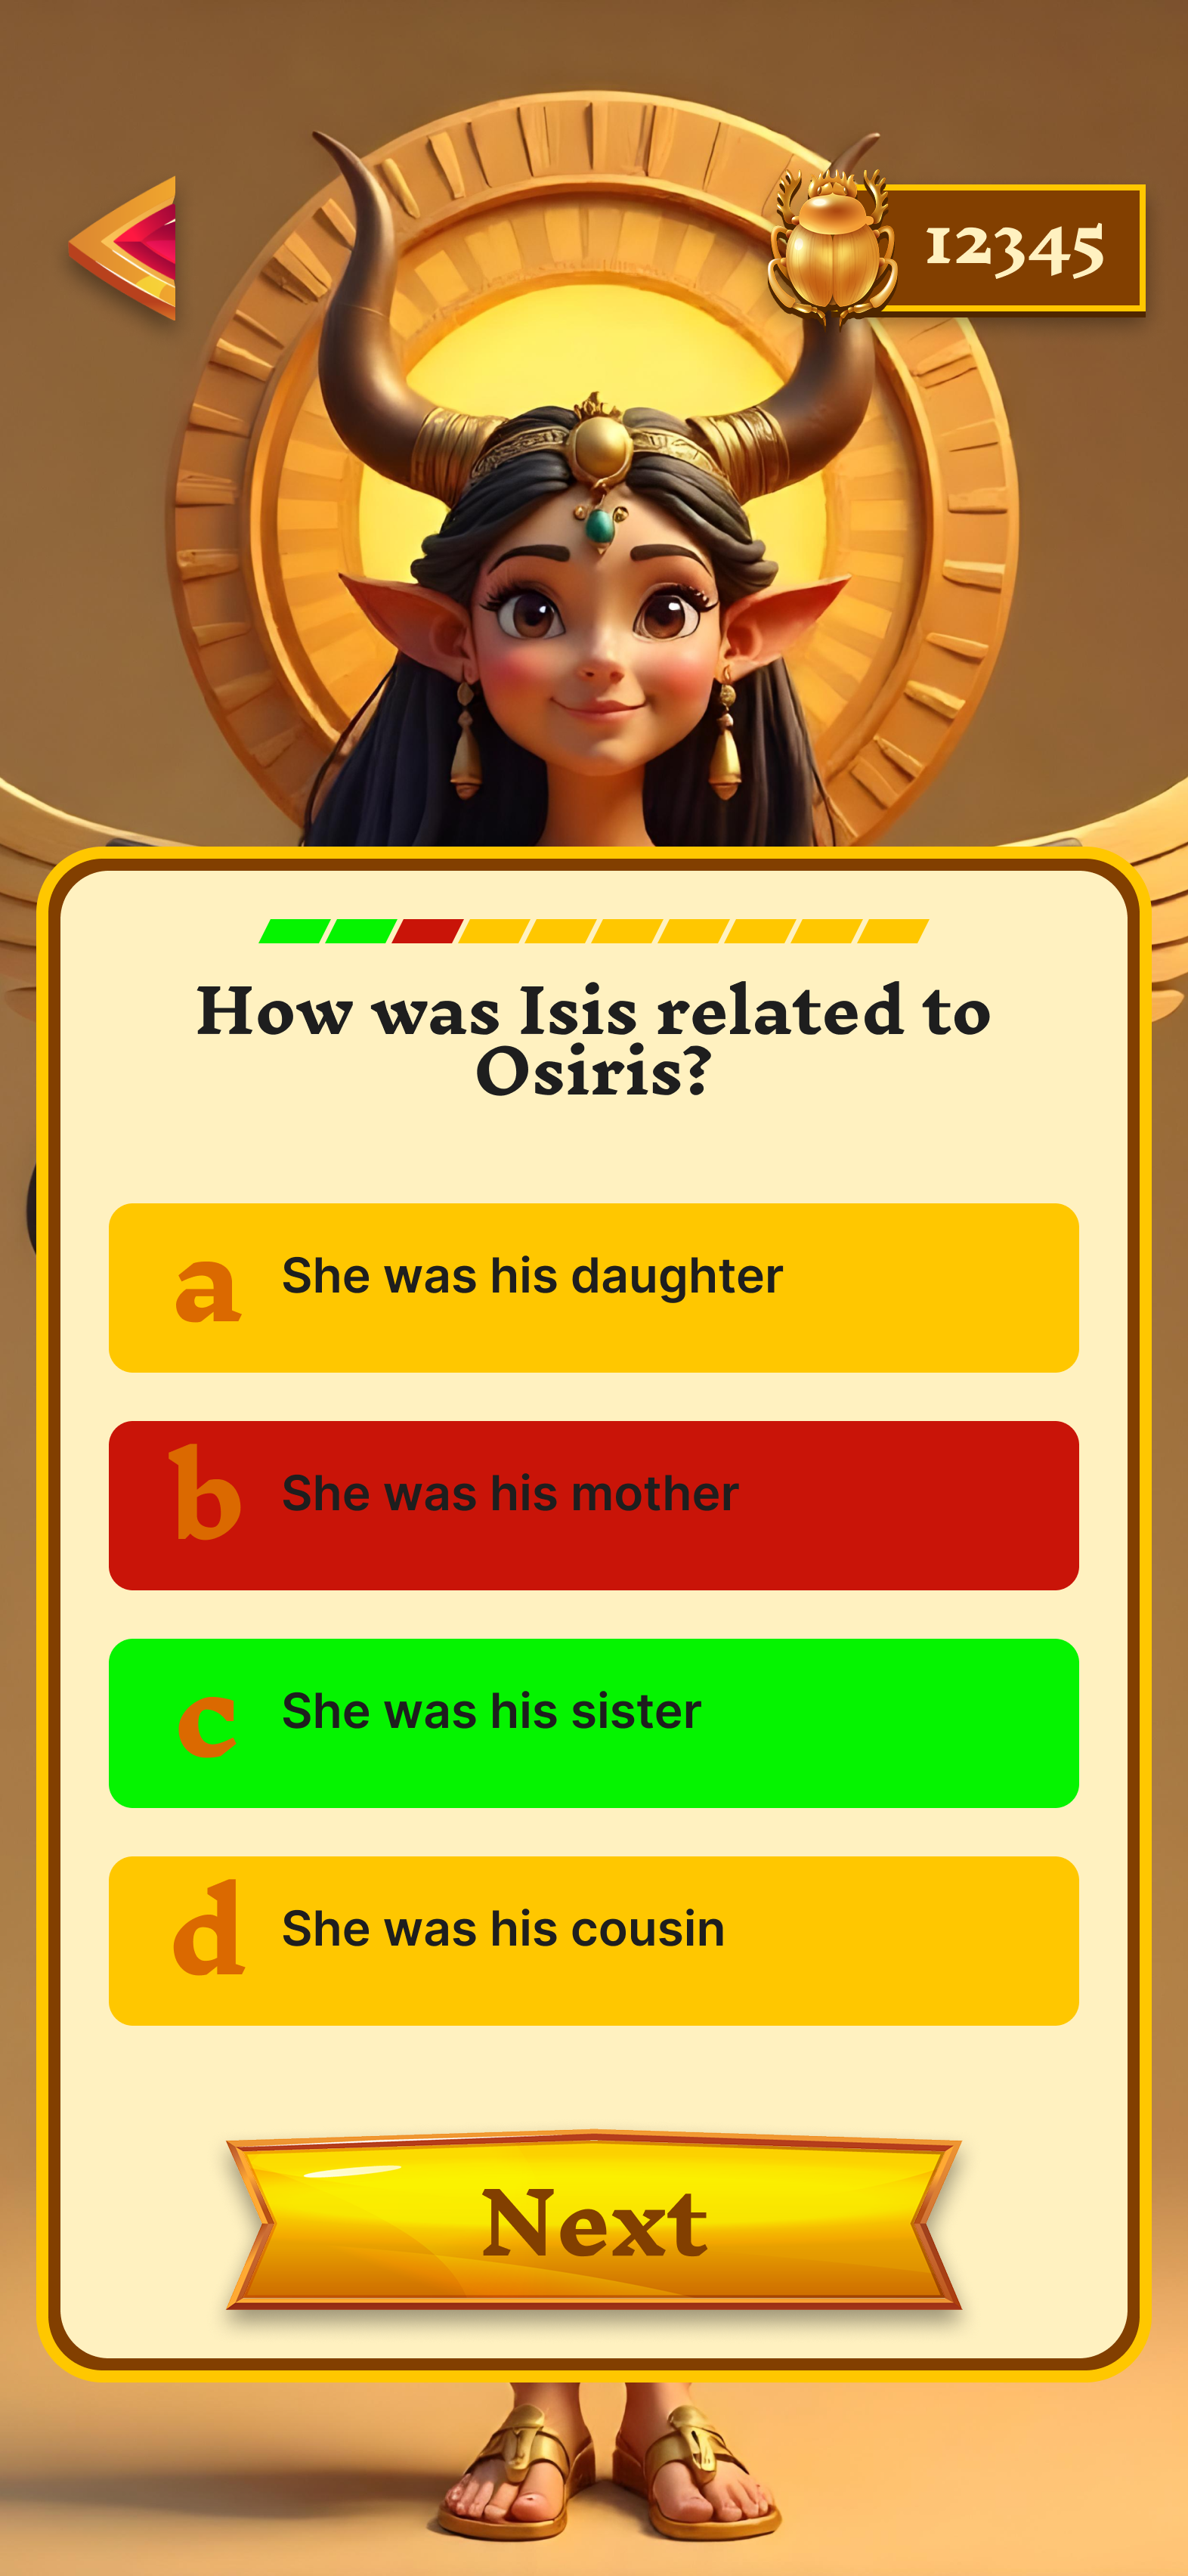 12345
How was Isis related to
Osiris?
a She was his daughter
b She was his mother
c She was his sister
d She was his cousin
Next